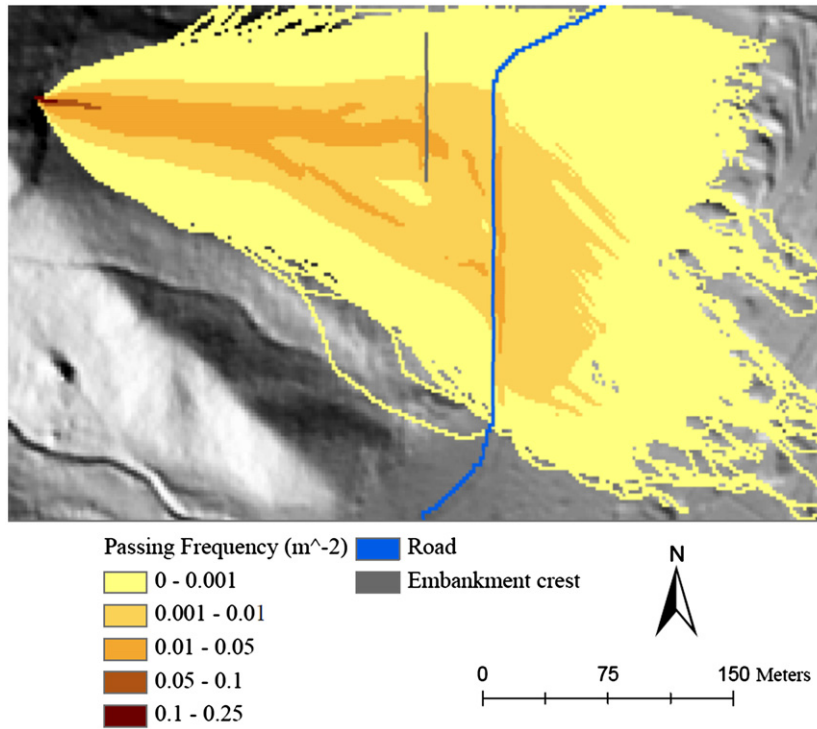 Passing Frequency (m^-2)
0 - 0.001
0.001 - 0.01
0.01 - 0.05
0.05 - 0.1
0.1 - 0.25
Road
Embankment crest
N
0 75 150 Meters